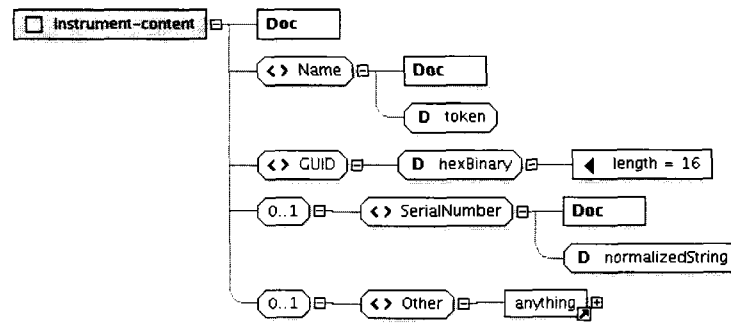 Instrument-content
Doc
<> Name
Doc
D token
<> GUID
D hexBinary
length = 16
0..1
<> SerialNumber
Doc
D normalizedString
0..1
<> Other
anything